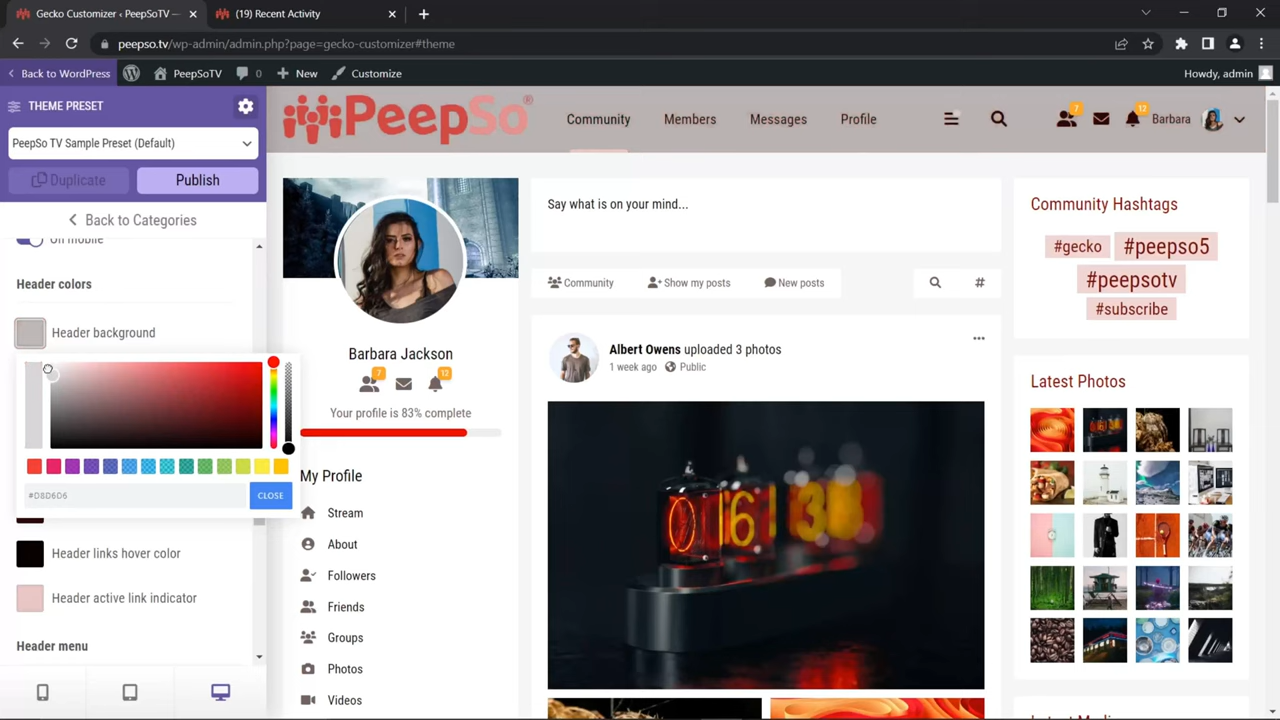 Gecko Customizer ‹ PeepSoTV —
(19) Recent Activity
peepso.tv/wp-admin/admin.php?page=gecko-customizer#theme
Back to WordPress
PeepSoTV
0
New
Customize
Howdy, admin
THEME PRESET
PeepSo TV Sample Preset (Default)
Duplicate
Publish
Back to Categories
On mobile
Header colors
Header background
#D8D6D6
CLOSE
Header links hover color
Header active link indicator
Header menu
PeepSo®
Community
Members
Messages
Profile
7
12
Barbara
Barbara Jackson
7
12
Your profile is 83% complete
My Profile
Stream
About
Followers
Friends
Groups
Photos
Videos
Say what is on your mind...
Community
Show my posts
New posts
#
Albert Owens uploaded 3 photos
1 week ago
Public
Community Hashtags
#gecko
#peepso5
#peepsotv
#subscribe
Latest Photos